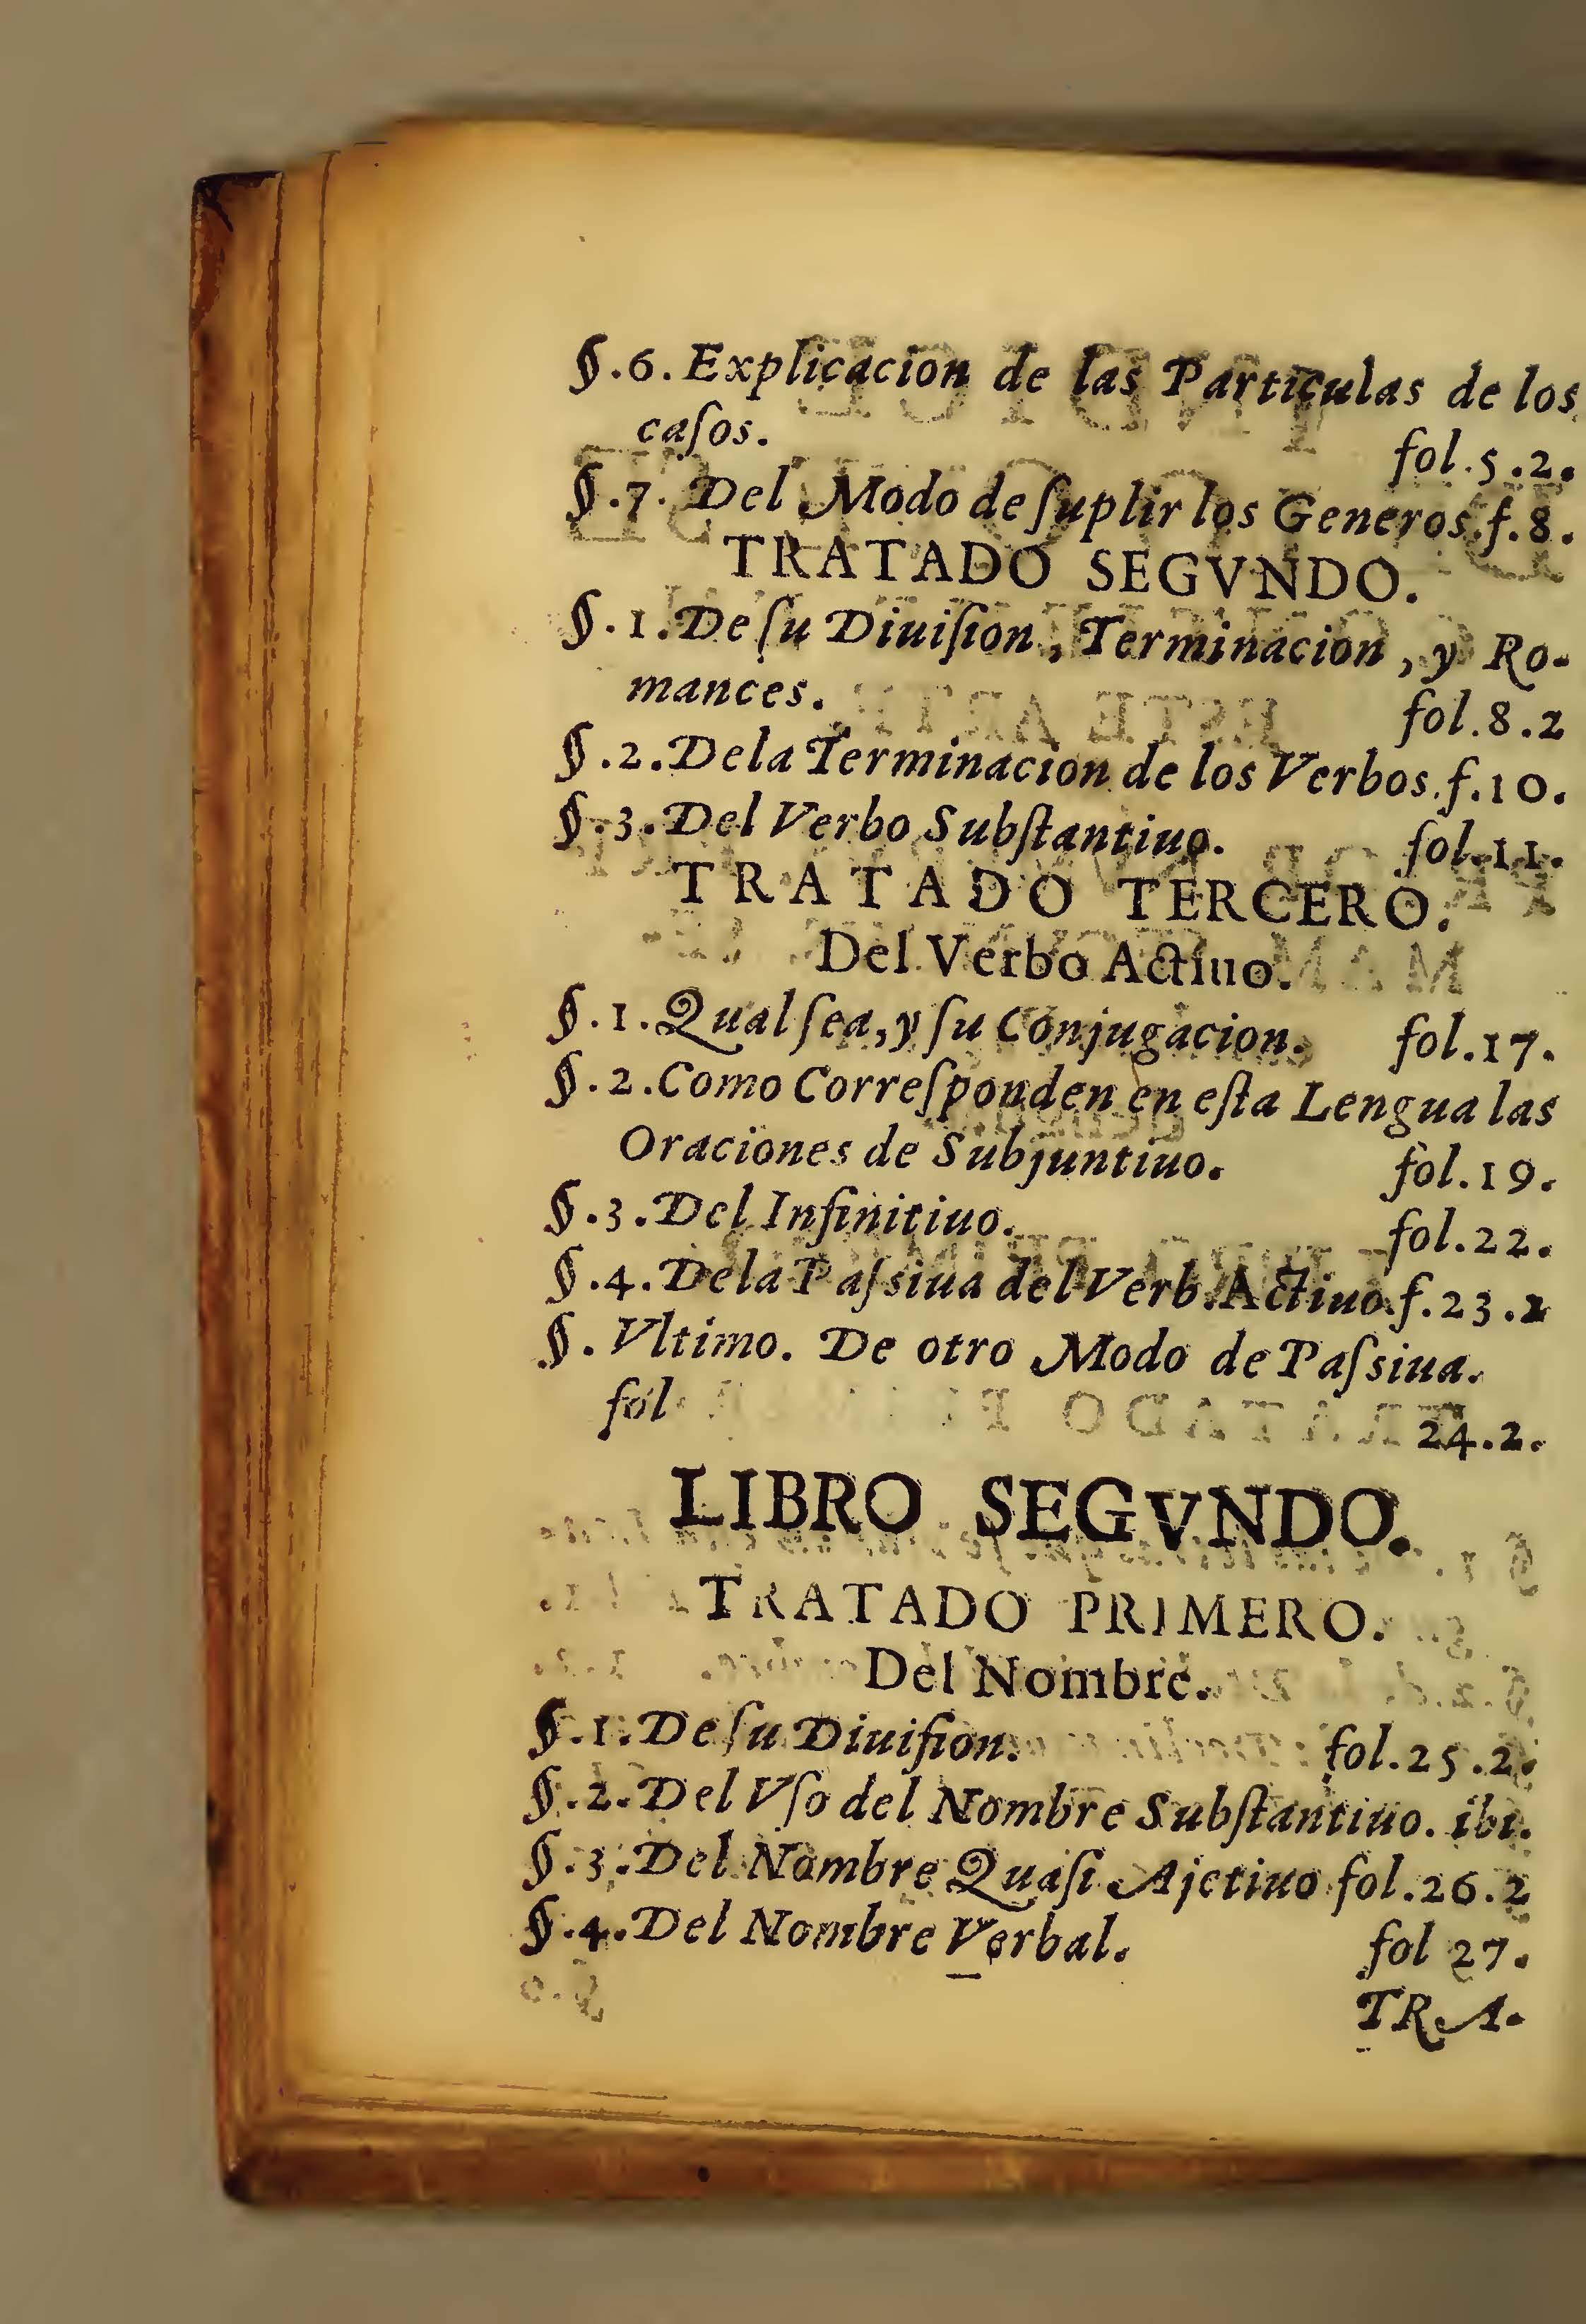 §.6. Explicacion de las Particulas de los
caſos. fol.5.2.
§.7. Del Modo de ſuplir los Generos. f.8.
TRATADO SEGVNDO.
§.1. De ſu Diuiſion, Terminacion, y Ro-
mances. fol.8.2
§.2. Dela Terminacion de los Verbos. f.10.
§.3. Del Verbo Subſtantiuo. fol.11.
TRATADO TERCERO.
Del Verbo Actiuo.
§.1. Qual ſea, y ſu Conjugacion. fol.17.
§.2. Como Correſponden en eſta Lengua las
Oraciones de Subjuntiuo. fol.19.
§.3. Del Infinitiuo. fol.22.
§.4. Dela Paſsiua del Verb. Actiuo. f.23.2
§. Vltimo. De otro Modo de Paſsiua.
fol 24.2.
LIBRO SEGVNDO.
TRATADO PRIMERO.
Del Nombre.
§.1. De ſu Diuiſion. fol.25.2.
§.2. Del Vſo del Nombre Subſtantiuo. ibi.
§.3. Del Nombre Quaſi Ajetiuo fol.26.2
§.4. Del Nombre Verbal. fol 27.
TRA-